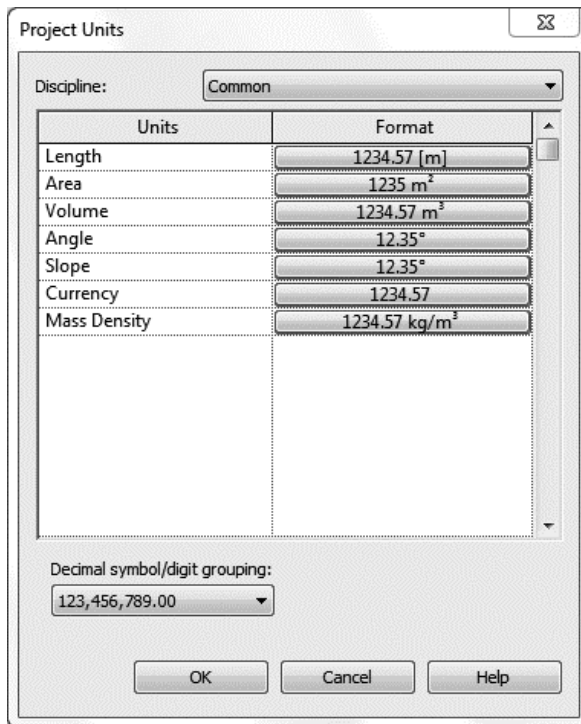 Project Units
Discipline: Common
Units Format
Length 1234.57 [m]
Area 1235 m²
Volume 1234.57 m³
Angle 12.35°
Slope 12.35°
Currency 1234.57
Mass Density 1234.57 kg/m³
Decimal symbol/digit grouping:
123,456,789.00
OK Cancel Help